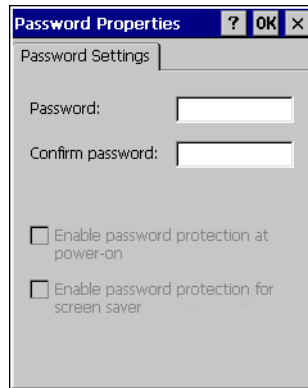 Password Properties ? OK ×
Password Settings
Password:
Confirm password:
Enable password protection at
power-on
Enable password protection for
screen saver